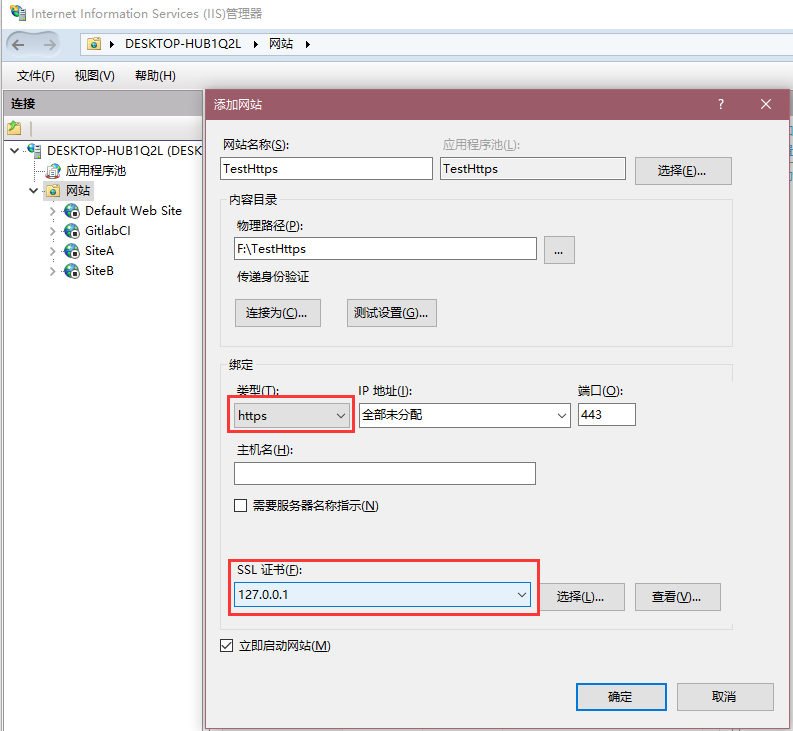 Internet Information Services (IIS)管理器
DESKTOP-HUB1Q2L 网站
文件(F) 视图(V) 帮助(H)
连接
DESKTOP-HUB1Q2L (DESK
应用程序池
网站
Default Web Site
GitlabCI
SiteA
SiteB
添加网站 ?
网站名称(S): 应用程序池(L):
TestHttps TestHttps 选择(E)...
内容目录
物理路径(P):
F:\TestHttps ...
传递身份验证
连接为(C)... 测试设置(G)...
绑定
类型(T): IP 地址(I): 端口(O):
https 全部未分配 443
主机名(H):
需要服务器名称指示(N)
SSL 证书(F):
127.0.0.1 选择(L)... 查看(V)...
立即启动网站(M)
确定 取消